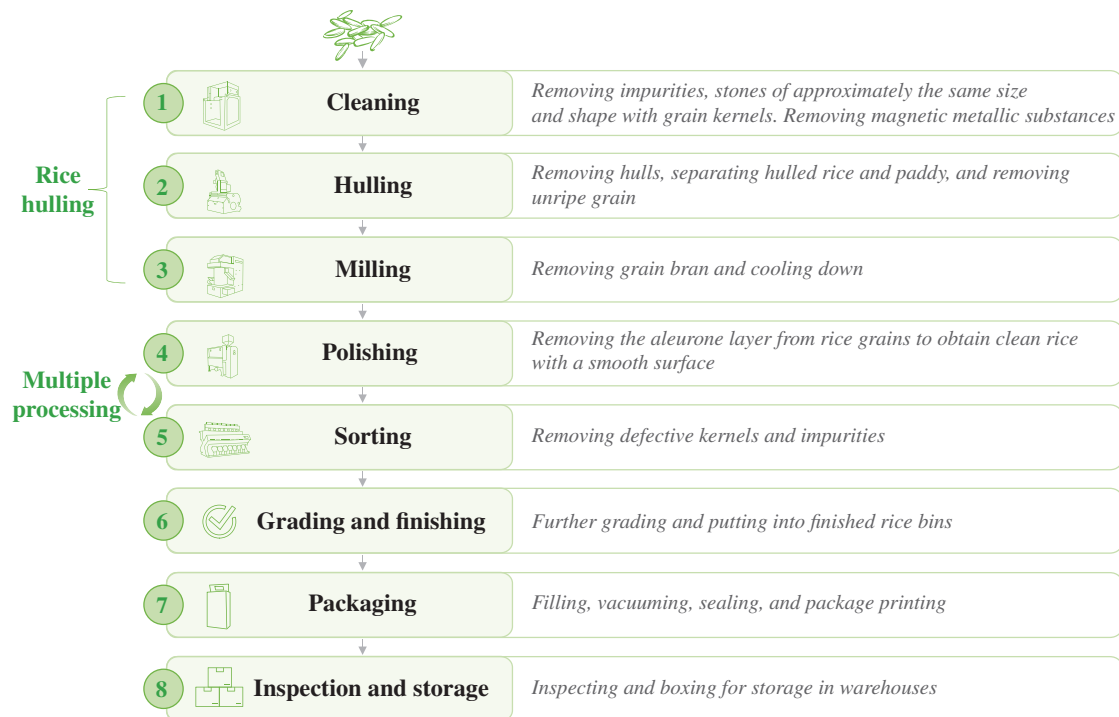 1
Cleaning
Removing impurities, stones of approximately the same size
and shape with grain kernels. Removing magnetic metallic substances
Rice
hulling
2
Hulling
Removing hulls, separating hulled rice and paddy, and removing
unripe grain
3
Milling
Removing grain bran and cooling down
4
Polishing
Removing the aleurone layer from rice grains to obtain clean rice
with a smooth surface
Multiple
processing
5
Sorting
Removing defective kernels and impurities
6
Grading and finishing
Further grading and putting into finished rice bins
7
Packaging
Filling, vacuuming, sealing, and package printing
8
Inspection and storage
Inspecting and boxing for storage in warehouses